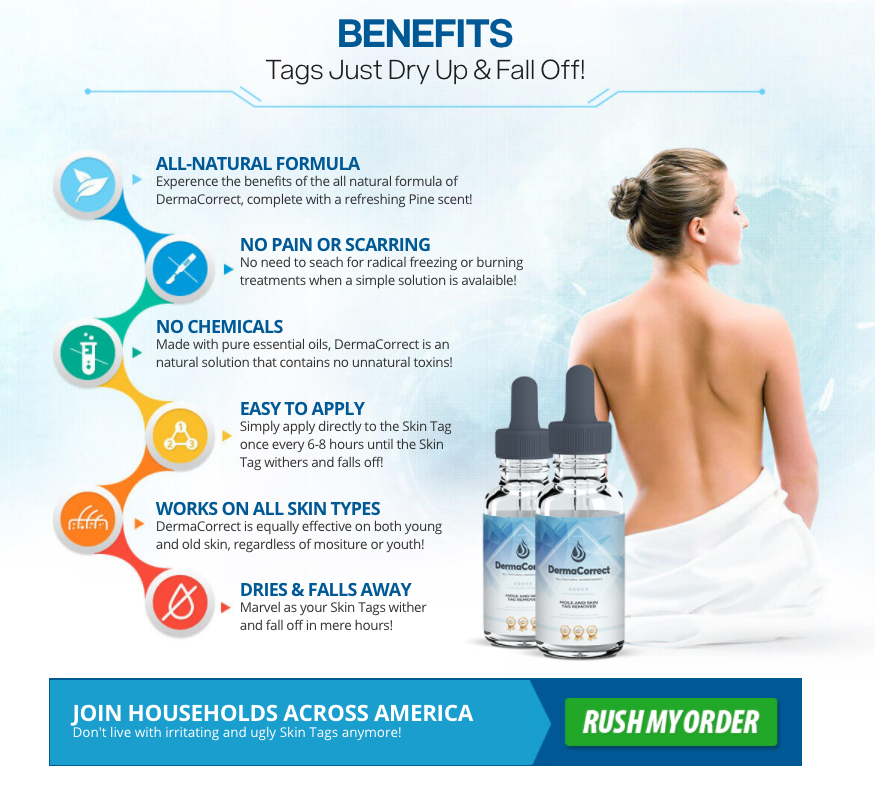 BENEFITS
Tags Just Dry Up & Fall Off!
ALL-NATURAL FORMULA
Experence the benefits of the all natural formula of
DermaCorrect, complete with a refreshing Pine scent!
NO PAIN OR SCARRING
No need to seach for radical freezing or burning
treatments when a simple solution is avalaible!
NO CHEMICALS
Made with pure essential oils, DermaCorrect is an
natural solution that contains no unnatural toxins!
EASY TO APPLY
Simply apply directly to the Skin Tag
once every 6-8 hours until the Skin
Tag withers and falls off!
1
2 3
WORKS ON ALL SKIN TYPES
DermaCorrect is equally effective on both young
and old skin, regardless of mositure or youth!
DRIES & FALLS AWAY
Marvel as your Skin Tags wither
and fall off in mere hours!
DermaCor
DermaCorrect
MOLE AND SKIN
TAG REMOVER
JOIN HOUSEHOLDS ACROSS AMERICA
Don't live with irritating and ugly Skin Tags anymore!
RUSH MY ORDER